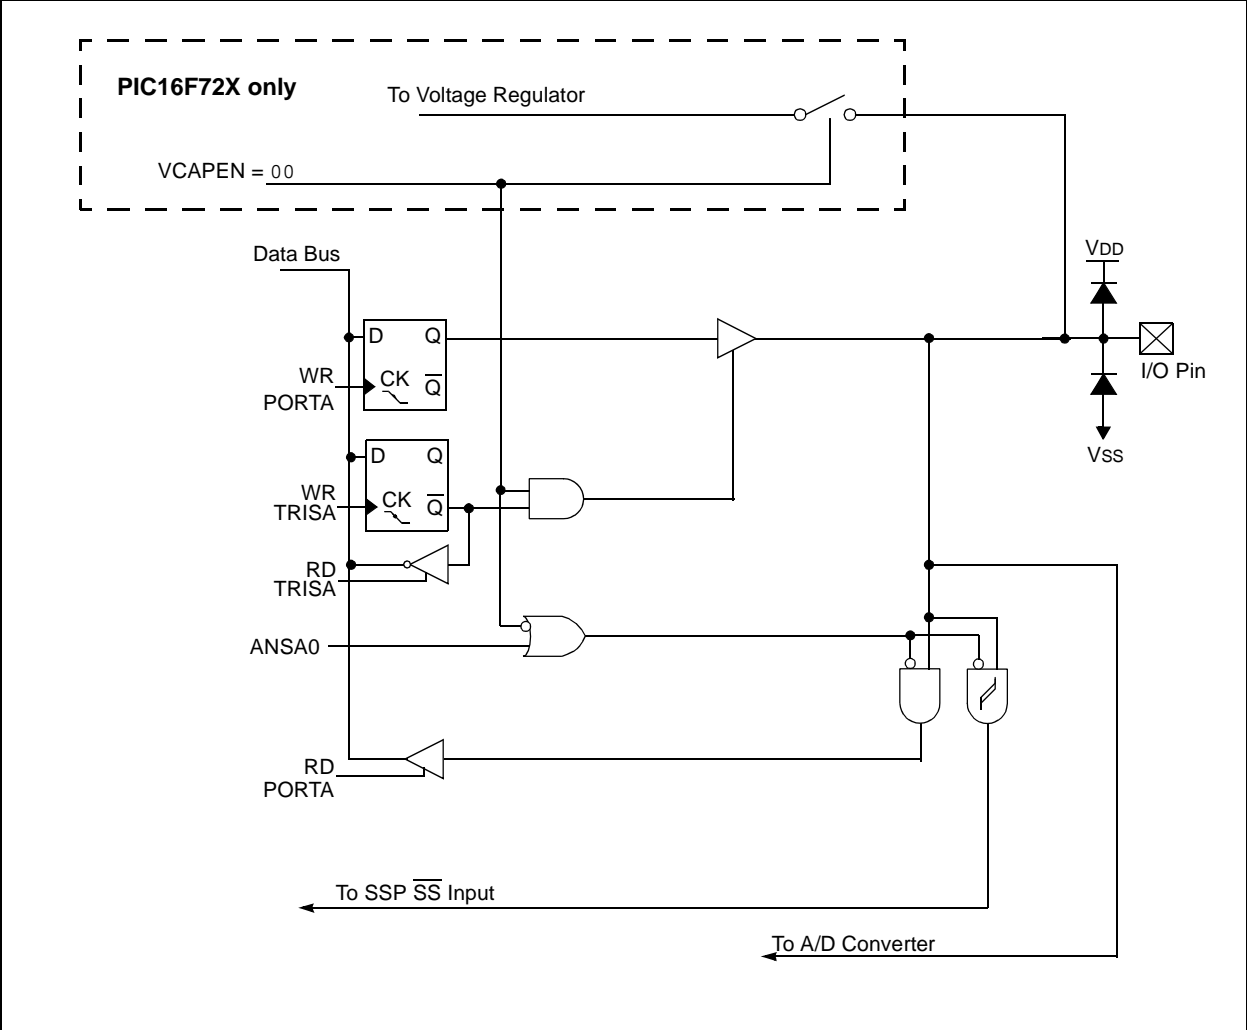 PIC16F72X only
To Voltage Regulator
VCAPEN = 00
Data Bus
VDD
D Q
WR
PORTA
CK Q̅
I/O Pin
VSS
D Q
WR
TRISA
CK Q̅
RD
TRISA
ANSA0
RD
PORTA
To SSP S̅S̅ Input
To A/D Converter